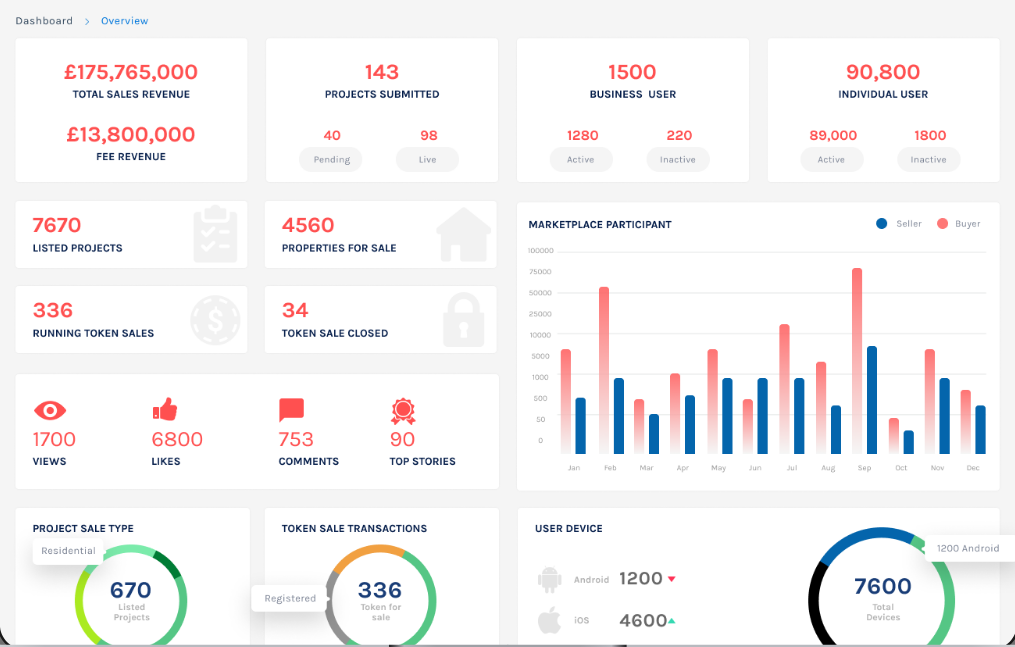 Dashboard > Overview
£175,765,000
TOTAL SALES REVENUE
£13,800,000
FEE REVENUE
143
PROJECTS SUBMITTED
40 98
Pending Live
1500
BUSINESS USER
1280 220
Active Inactive
90,800
INDIVIDUAL USER
89,000 1800
Active Inactive
7670
LISTED PROJECTS
4560
PROPERTIES FOR SALE
336
RUNNING TOKEN SALES
34
TOKEN SALE CLOSED
MARKETPLACE PARTICIPANT
Seller Buyer
100000
75000
50000
25000
10000
5000
1000
500
50
0
Jan Feb Mar Apr May Jun Jul Aug Sep Oct Nov Dec
1700 6800 753 90
VIEWS LIKES COMMENTS TOP STORIES
PROJECT SALE TYPE
Residential
670
Listed
Projects
TOKEN SALE TRANSACTIONS
Registered
336
Token for
sale
USER DEVICE
Android 1200
iOS 4600
1200 Android
7600
Total
Devices